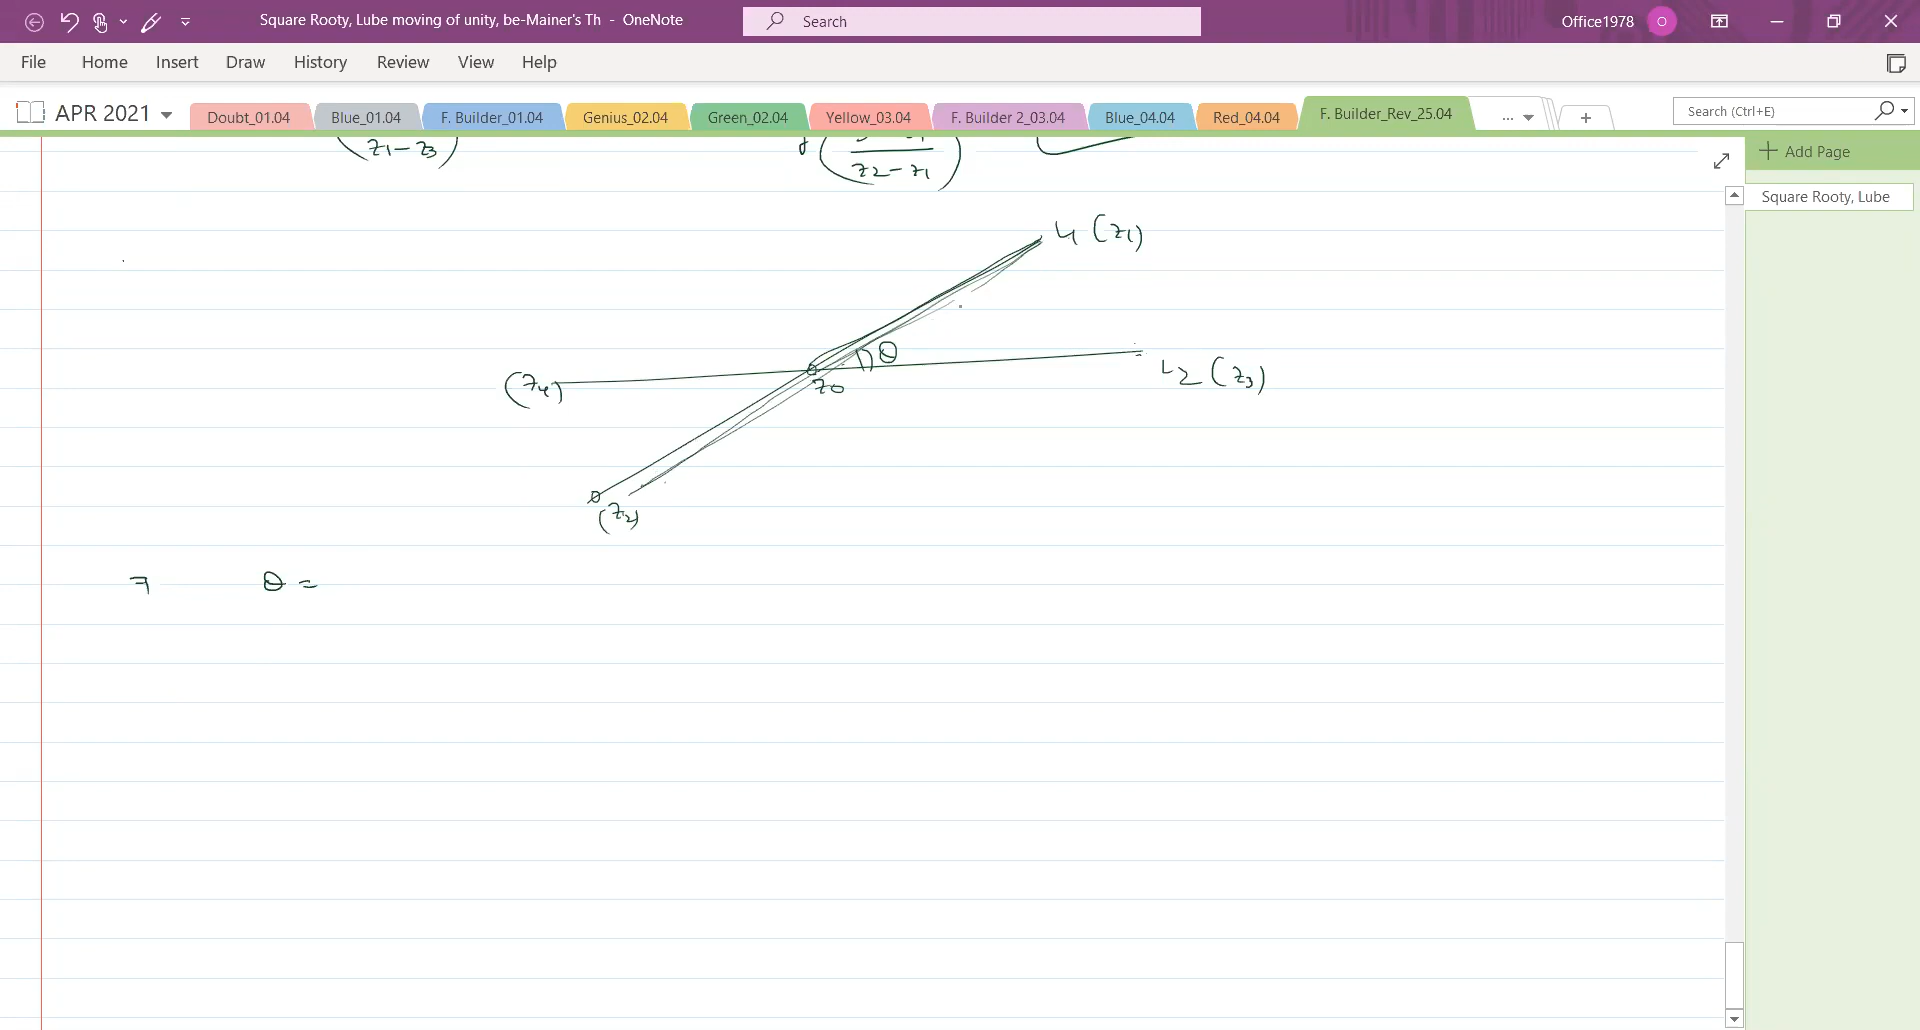 Square Rooty, Lube moving of unity, be-Mainer's Th - OneNote
Search
Office1978
O
File Home Insert Draw History Review View Help
APR 2021
Doubt_01.04 Blue_01.04 F. Builder_01.04 Genius_02.04 Green_02.04 Yellow_03.04 F. Builder 2_03.04 Blue_04.04 Red_04.04 F. Builder_Rev_25.04 ... +
Search (Ctrl+E)
Add Page
Square Rooty, Lube
(z1-z3)
z2-z1
L1 (z1)
θ
L2 (z3)
(z4)
z0
(z2)
θ =